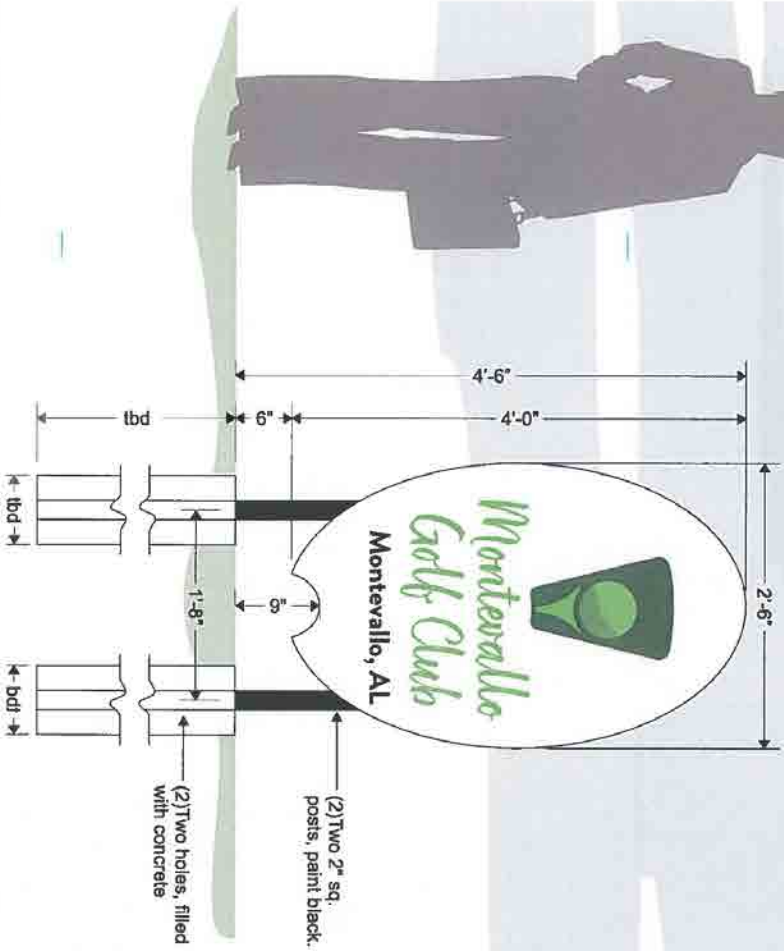 2'-6"
4'-6"
4'-0"
Montevallo
Golf Club
Montevallo, AL
6"
9"
(2)Two 2" sq.
posts, paint black.
tbd
1'-8"
(2)Two holes, filled
with concrete
tbd
bdt